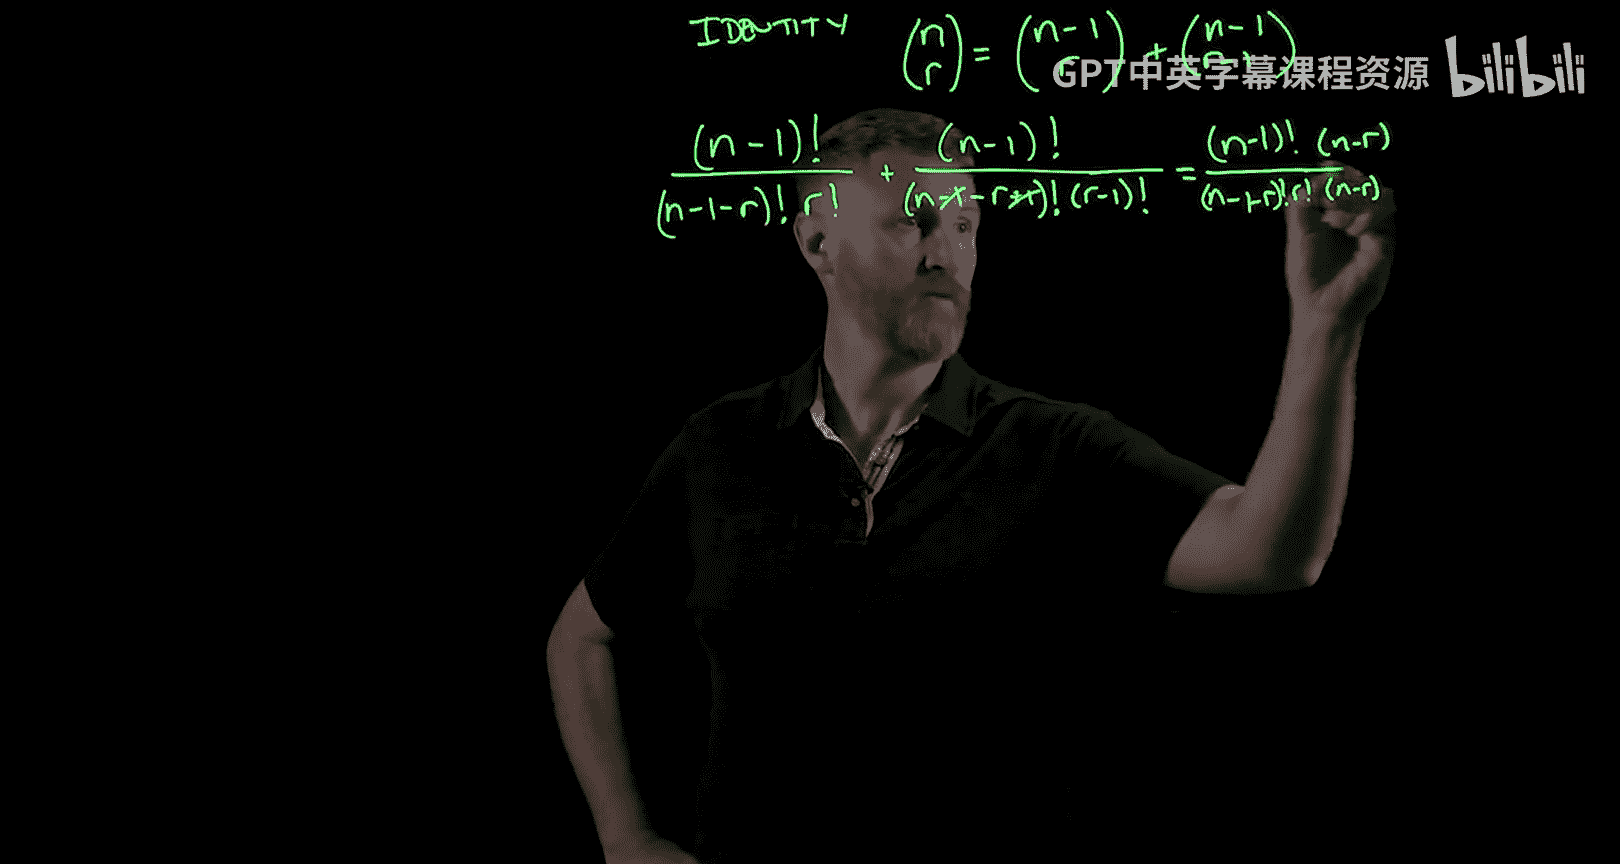 IDENTITY (n r) = (n-1 r) + (n-1 r-1)
GPT中英字幕课程资源 bilibili
(n-1)! / (n-1-r)! r! + (n-1)! / (n-1-r+1)! (r-1)! = (n-1)! (n-r) / (n-1-r)! r! (n-r)